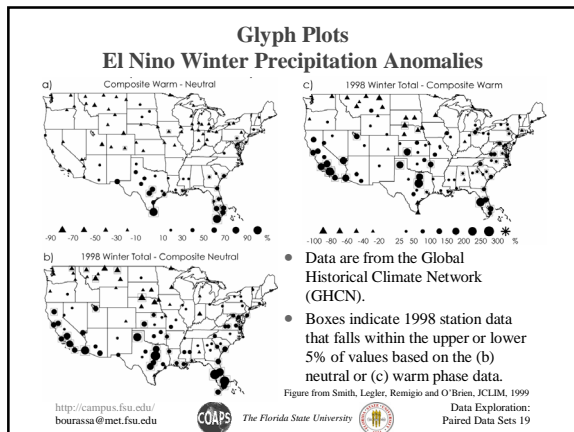 Glyph Plots
El Nino Winter Precipitation Anomalies
a) Composite Warm - Neutral
-90 -70 -60 -40 -20 10 30 60 70 80 90 %
c) 1998 Winter Total - Composite Warm
-100 -60 -40 -20 25 50 100 150 200 250 300 %
b) 1998 Winter Total - Composite Neutral
● Data are from the Global
Historical Climate Network
(GHCN).
● Boxes indicate 1998 station data
that falls within the upper or lower
5% of values based on the (b)
neutral or (c) warm phase data.
Figure from Smith, Legler, Remigio and O'Brien, JCLIM, 1999
http://campus.fsu.edu/
bourassa@met.fsu.edu
COAPS
The Florida State University
Data Exploration:
Paired Data Sets 19